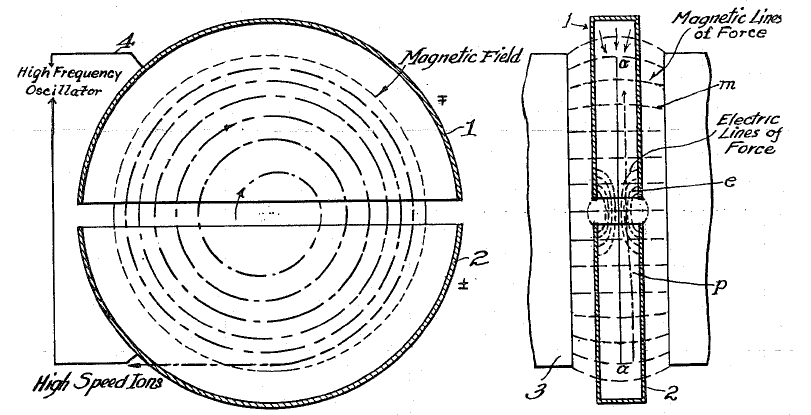 4
High Frequency
Oscillator
Magnetic Field
∓
1
2
±
High Speed Ions
1
Magnetic Lines
of Force
a
m
Electric
Lines of
Force
e
p
a
3
2